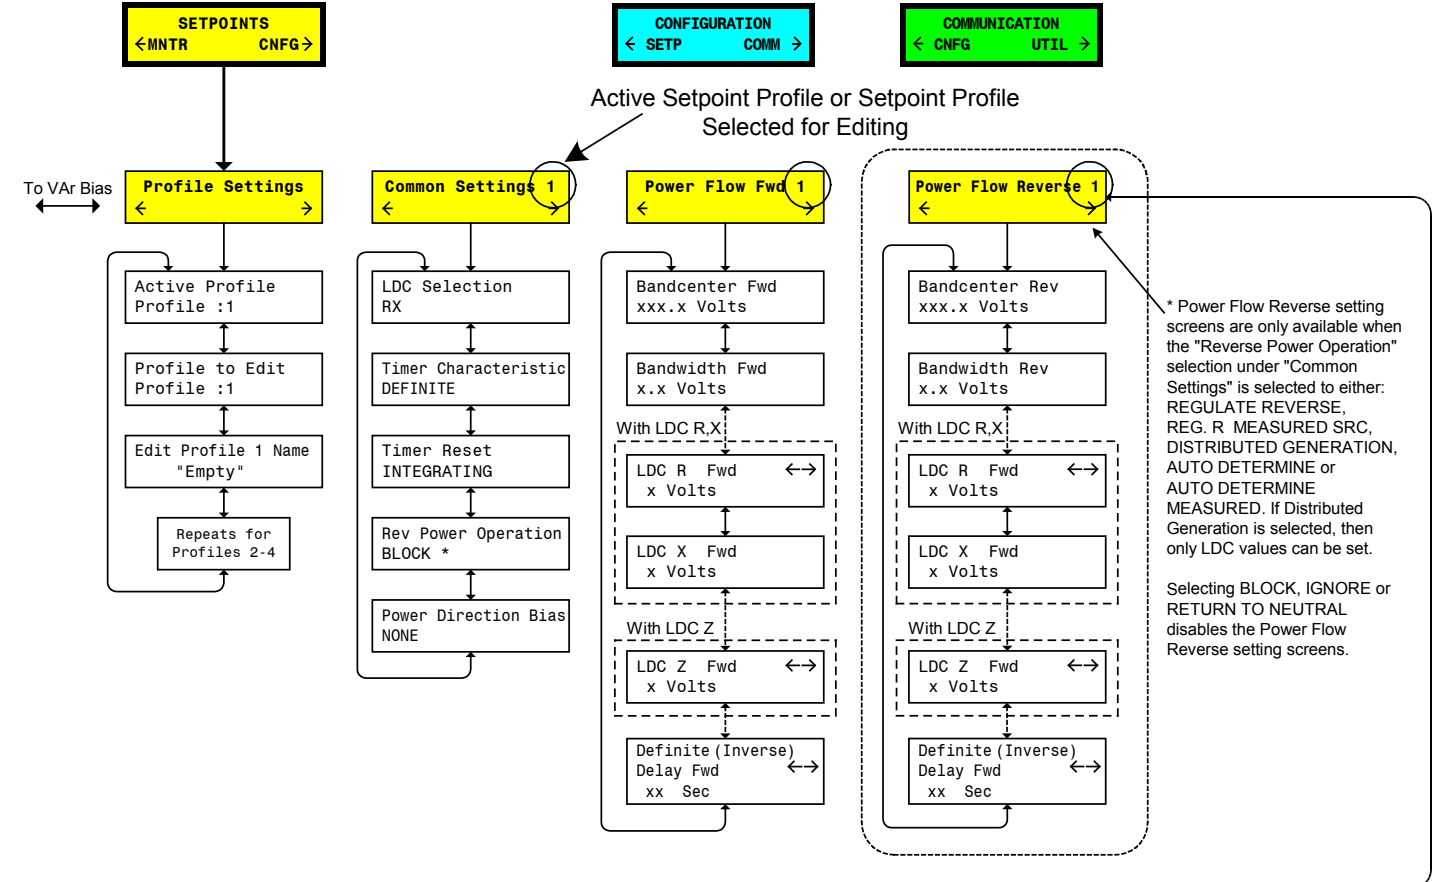 SETPOINTS
←MNTR CNFG→
CONFIGURATION
← SETP COMM →
COMMUNICATION
← CNFG UTIL →
Active Setpoint Profile or Setpoint Profile
Selected for Editing
To VAr Bias
Profile Settings
← →
Common Settings 1
← →
Power Flow Fwd 1
← →
Power Flow Reverse 1
← →
Active Profile
Profile :1
Profile to Edit
Profile :1
Edit Profile 1 Name
"Empty"
Repeats for
Profiles 2-4
LDC Selection
RX
Timer Characteristic
DEFINITE
Timer Reset
INTEGRATING
Rev Power Operation
BLOCK *
Power Direction Bias
NONE
Bandcenter Fwd
xxx.x Volts
Bandwidth Fwd
x.x Volts
With LDC R,X
LDC R Fwd ←→
x Volts
LDC X Fwd
x Volts
With LDC Z
LDC Z Fwd ←→
x Volts
Definite(Inverse)
Delay Fwd ←→
xx Sec
Bandcenter Rev
xxx.x Volts
Bandwidth Rev
x.x Volts
With LDC R,X
LDC R Fwd ←→
x Volts
LDC X Fwd
x Volts
With LDC Z
LDC Z Fwd ←→
x Volts
Definite(Inverse)
Delay Fwd ←→
xx Sec
* Power Flow Reverse setting
screens are only available when
the "Reverse Power Operation"
selection under "Common
Settings" is selected to either:
REGULATE REVERSE,
REG. R MEASURED SRC,
DISTRIBUTED GENERATION,
AUTO DETERMINE or
AUTO DETERMINE
MEASURED. If Distributed
Generation is selected, then
only LDC values can be set.
Selecting BLOCK, IGNORE or
RETURN TO NEUTRAL
disables the Power Flow
Reverse setting screens.